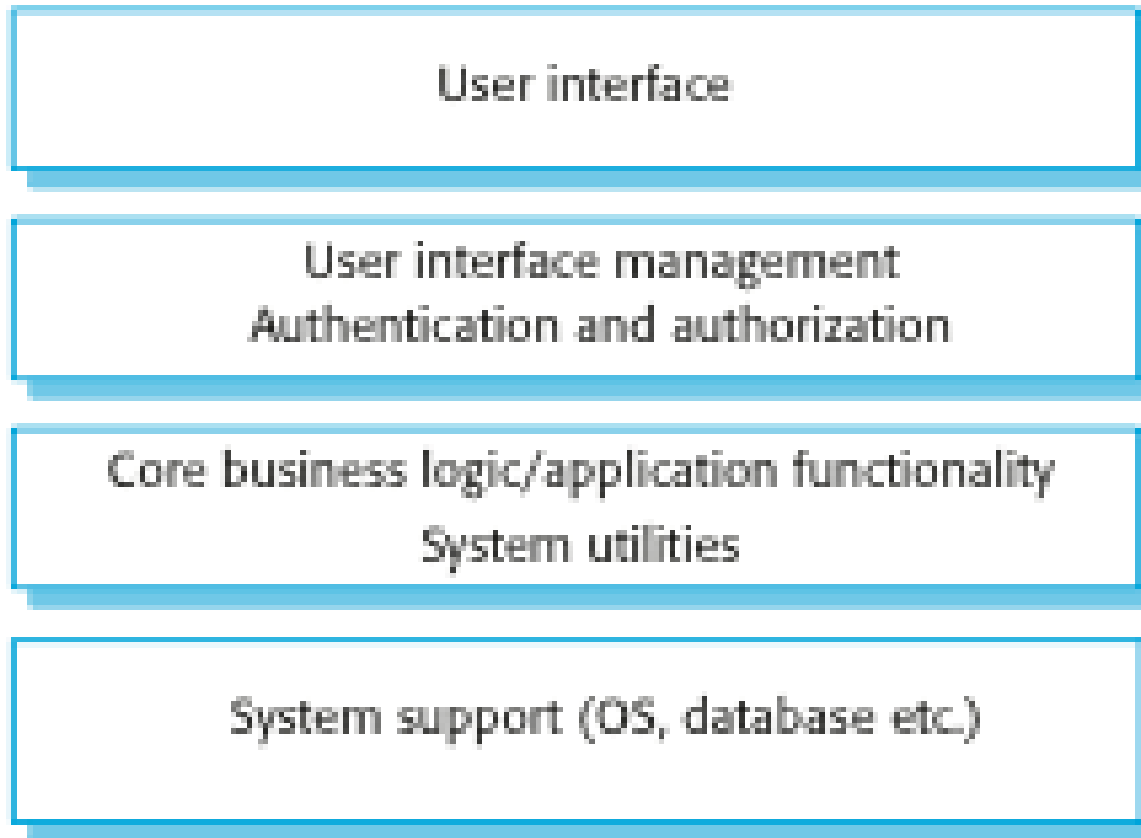 User interface
User interface management
Authentication and authorization
Core business logic/application functionality
System utilities
System support (OS, database etc.)